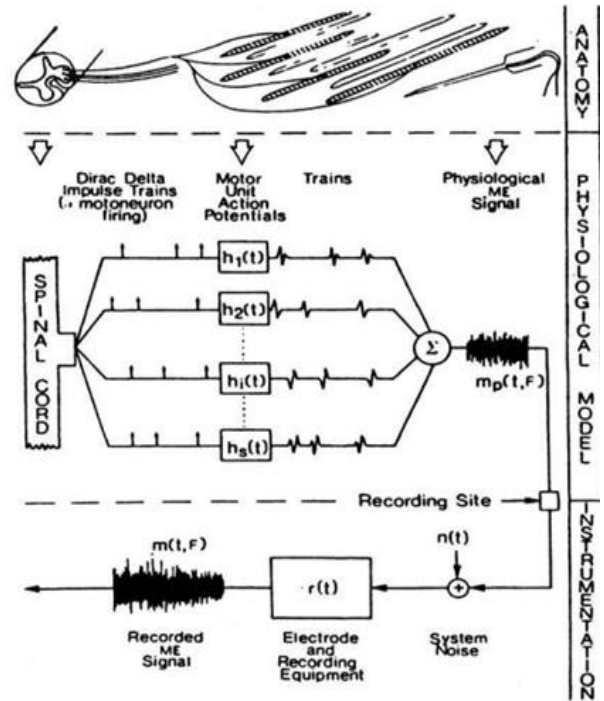 ANATOMY
Dirac Delta
Impulse Trains
motoneuron
firing)
Motor
Unit
Action
Potentials
Trains
Physiological
ME
Signal
PHYSIOLOGICAL MODEL
SPINAL CORD
h₁(t)
h₂(t)
hᵢ(t)
hₛ(t)
Σ
mₚ(t,F)
Recording Site
INSTRUMENTATION
m(t,F)
r(t)
n(t)
+
Recorded
ME
Signal
Electrode
and
Recording
Equipment
System
Noise